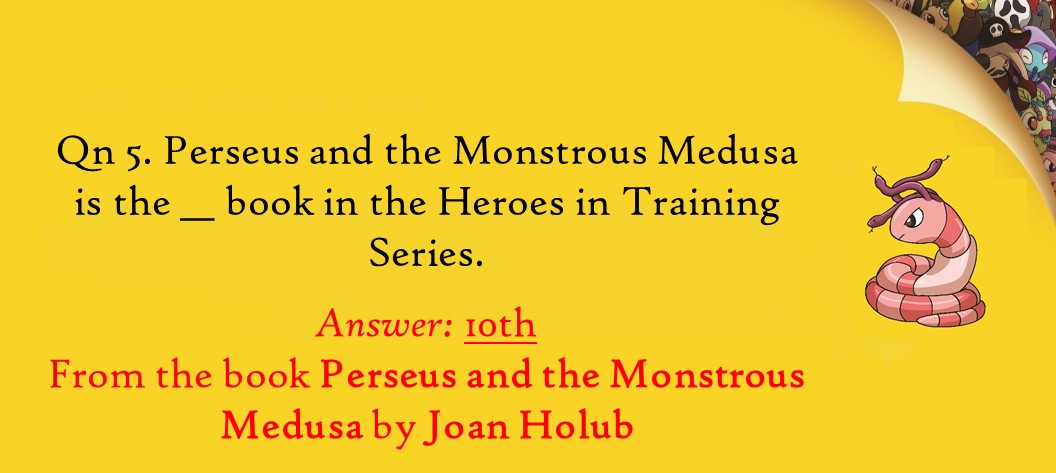 Qn 5. Perseus and the Monstrous Medusa
is the __ book in the Heroes in Training
Series.
Answer: 10th
From the book Perseus and the Monstrous
Medusa by Joan Holub